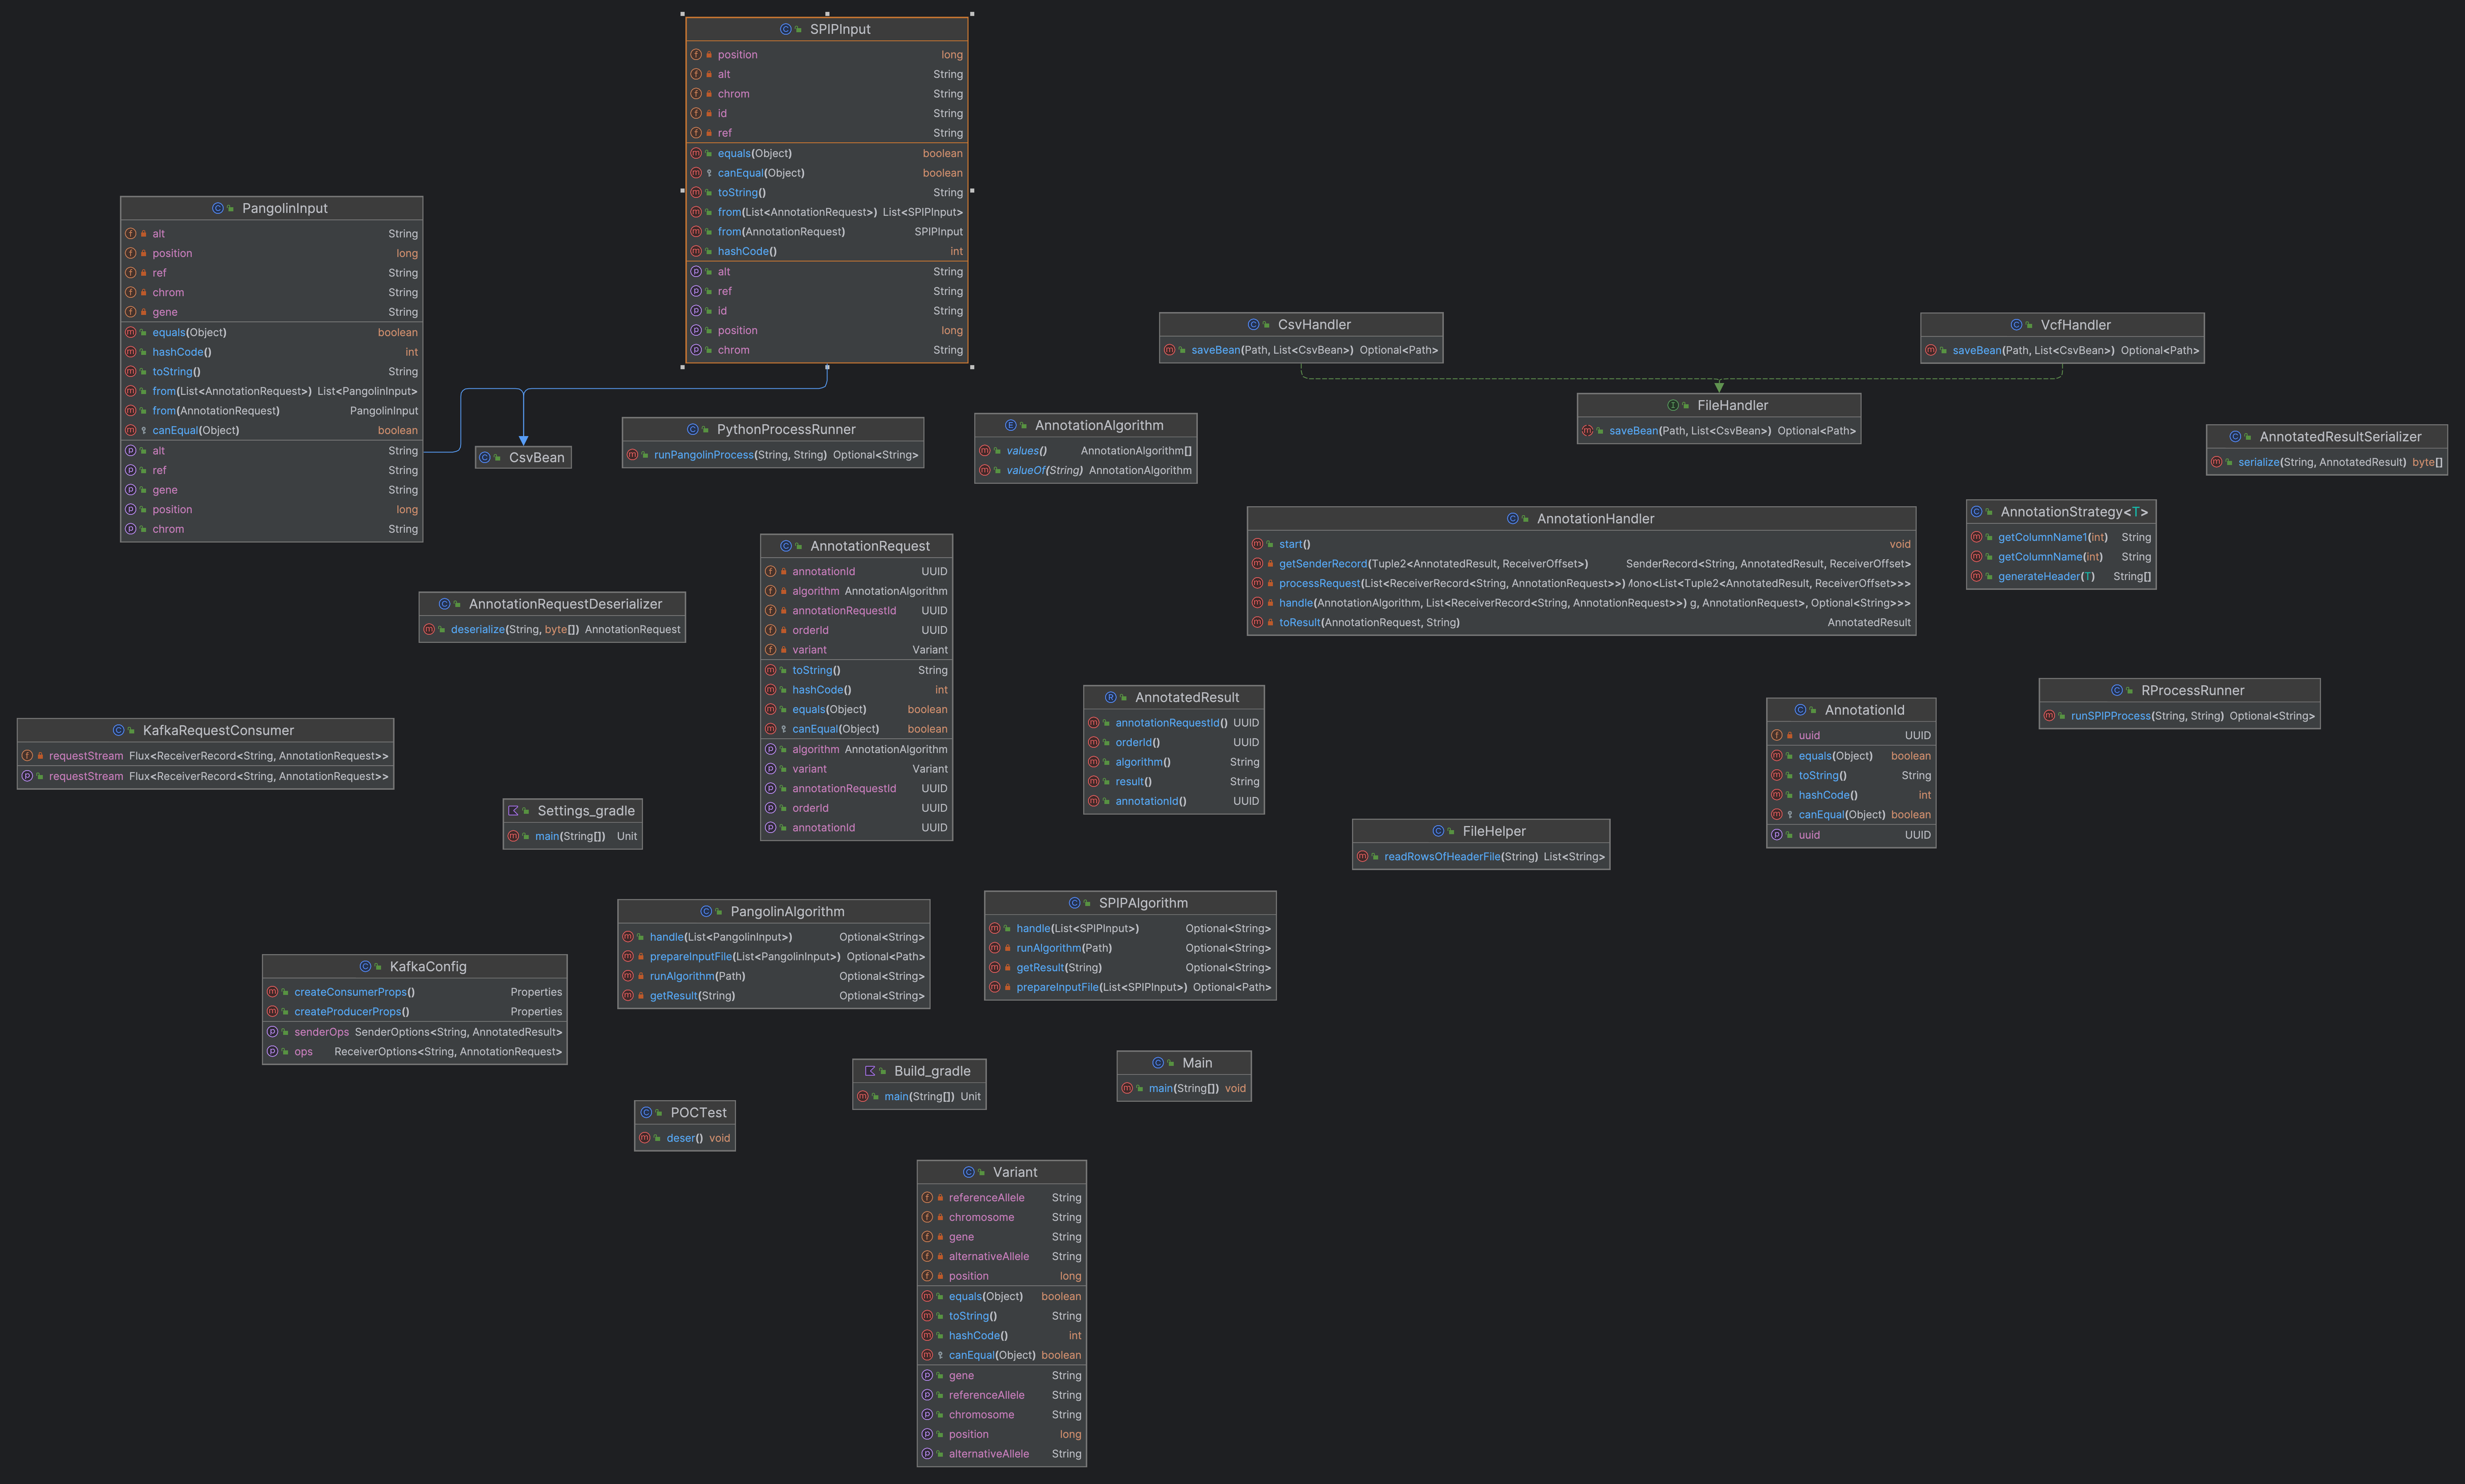 SPIPInput
position long
alt String
chrom String
id String
ref String
equals(Object) boolean
canEqual(Object) boolean
toString() String
from(List<AnnotationRequest>) List<SPIPInput>
from(AnnotationRequest) SPIPInput
hashCode() int
alt String
ref String
id String
position long
chrom String
PangolinInput
alt String
position long
ref String
chrom String
gene String
equals(Object) boolean
hashCode() int
toString() String
from(List<AnnotationRequest>) List<PangolinInput>
from(AnnotationRequest) PangolinInput
canEqual(Object) boolean
alt String
ref String
gene String
position long
chrom String
CsvBean
PythonProcessRunner
runPangolinProcess(String, String) Optional<String>
AnnotationAlgorithm
values() AnnotationAlgorithm[]
valueOf(String) AnnotationAlgorithm
CsvHandler
saveBean(Path, List<CsvBean>) Optional<Path>
VcfHandler
saveBean(Path, List<CsvBean>) Optional<Path>
FileHandler
saveBean(Path, List<CsvBean>) Optional<Path>
AnnotatedResultSerializer
serialize(String, AnnotatedResult) byte[]
AnnotationStrategy<T>
getColumnName1(int) String
getColumnName(int) String
generateHeader(T) String[]
AnnotationHandler
start() void
getSenderRecord(Tuple2<AnnotatedResult, ReceiverOffset>) SenderRecord<String, AnnotatedResult, ReceiverOffset>
processRequest(List<ReceiverRecord<String, AnnotationRequest>>) Mono<List<Tuple2<AnnotatedResult, ReceiverOffset>>>
handle(AnnotationAlgorithm, List<ReceiverRecord<String, AnnotationRequest>>) g, AnnotationRequest>, Optional<String>>>
toResult(AnnotationRequest, String) AnnotatedResult
AnnotationRequest
annotationId UUID
algorithm AnnotationAlgorithm
annotationRequestId UUID
orderId UUID
variant Variant
toString() String
hashCode() int
equals(Object) boolean
canEqual(Object) boolean
algorithm AnnotationAlgorithm
variant Variant
annotationRequestId UUID
orderId UUID
annotationId UUID
AnnotationRequestDeserializer
deserialize(String, byte[]) AnnotationRequest
KafkaRequestConsumer
requestStream Flux<ReceiverRecord<String, AnnotationRequest>>
requestStream Flux<ReceiverRecord<String, AnnotationRequest>>
Settings_gradle
main(String[]) Unit
AnnotatedResult
annotationRequestId() UUID
orderId() UUID
algorithm() String
result() String
annotationId() UUID
AnnotationId
uuid UUID
equals(Object) boolean
toString() String
hashCode() int
canEqual(Object) boolean
uuid UUID
RProcessRunner
runSPIPProcess(String, String) Optional<String>
FileHelper
readRowsOfHeaderFile(String) List<String>
PangolinAlgorithm
handle(List<PangolinInput>) Optional<String>
prepareInputFile(List<PangolinInput>) Optional<Path>
runAlgorithm(Path) Optional<String>
getResult(String) Optional<String>
SPIPAlgorithm
handle(List<SPIPInput>) Optional<String>
runAlgorithm(Path) Optional<String>
getResult(String) Optional<String>
prepareInputFile(List<SPIPInput>) Optional<Path>
KafkaConfig
createConsumerProps() Properties
createProducerProps() Properties
senderOps SenderOptions<String, AnnotatedResult>
ops ReceiverOptions<String, AnnotationRequest>
Build_gradle
main(String[]) Unit
Main
main(String[]) void
POCTest
deser() void
Variant
referenceAllele String
chromosome String
gene String
alternativeAllele String
position long
equals(Object) boolean
toString() String
hashCode() int
canEqual(Object) boolean
gene String
referenceAllele String
chromosome String
position long
alternativeAllele String